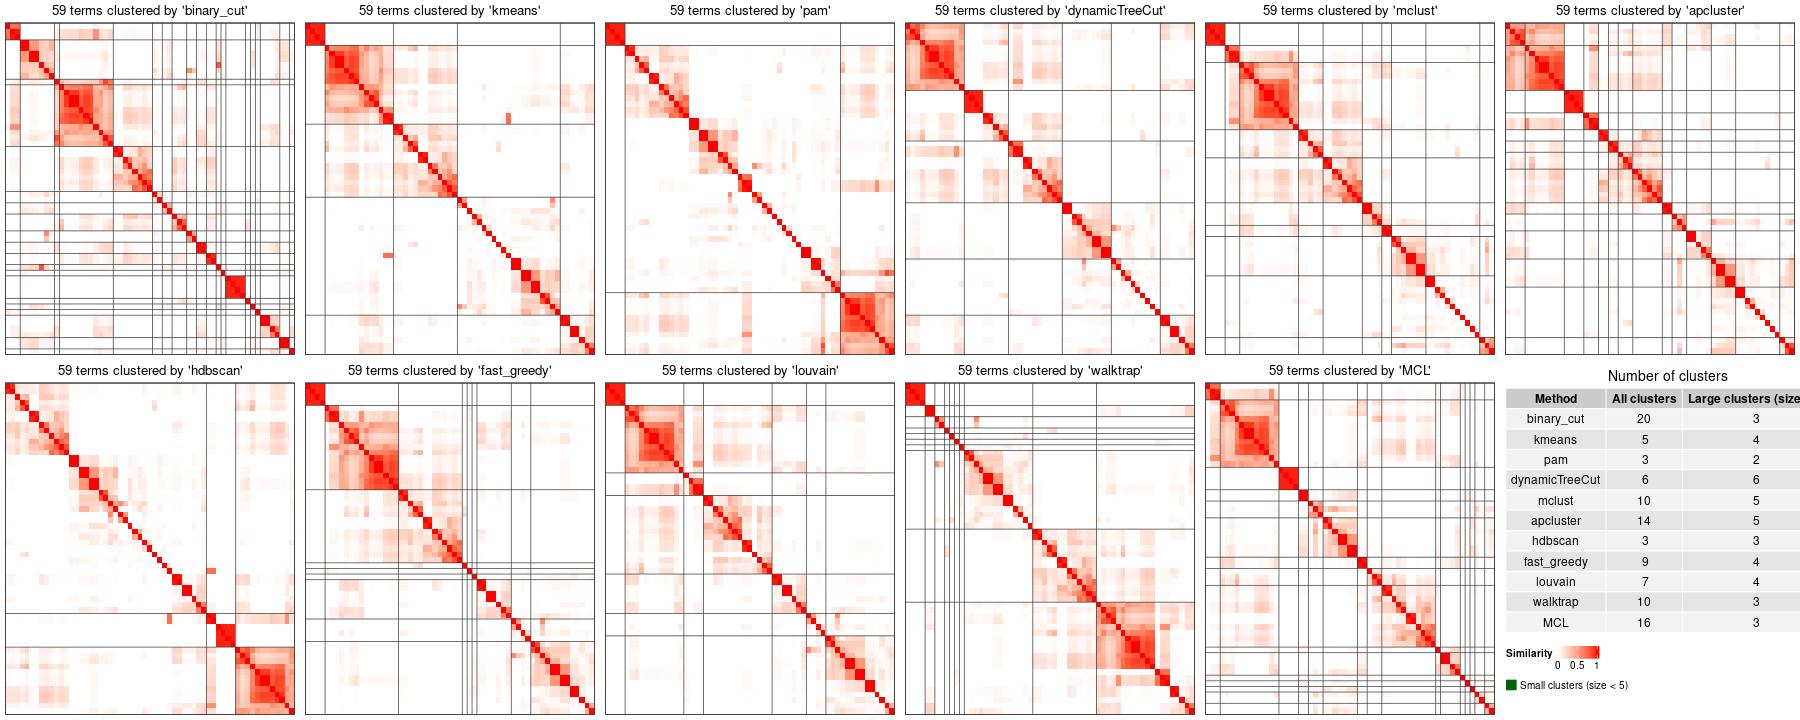 59 terms clustered by 'binary_cut'
59 terms clustered by 'kmeans'
59 terms clustered by 'pam'
59 terms clustered by 'dynamicTreeCut'
59 terms clustered by 'mclust'
59 terms clustered by 'apcluster'
59 terms clustered by 'hdbscan'
59 terms clustered by 'fast_greedy'
59 terms clustered by 'louvain'
59 terms clustered by 'walktrap'
59 terms clustered by 'MCL'
Number of clusters
Method All clusters Large clusters (size
binary_cut 20 3
kmeans 5 4
pam 3 2
dynamicTreeCut 6 6
mclust 10 5
apcluster 14 5
hdbscan 3 3
fast_greedy 9 4
louvain 7 4
walktrap 10 3
MCL 16 3
Similarity
0 0.5 1
Small clusters (size < 5)